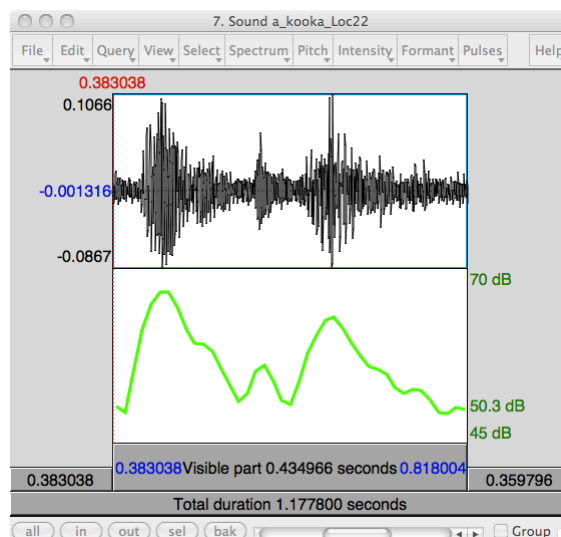 7. Sound a_kooka_Loc22
File Edit Query View Select Spectrum Pitch Intensity Formant Pulses Help
0.383038
0.1066
-0.001316
-0.0867
70 dB
50.3 dB
45 dB
0.383038 0.383038 Visible part 0.434966 seconds 0.818004 0.359796
Total duration 1.177800 seconds
all in out sel bak Group